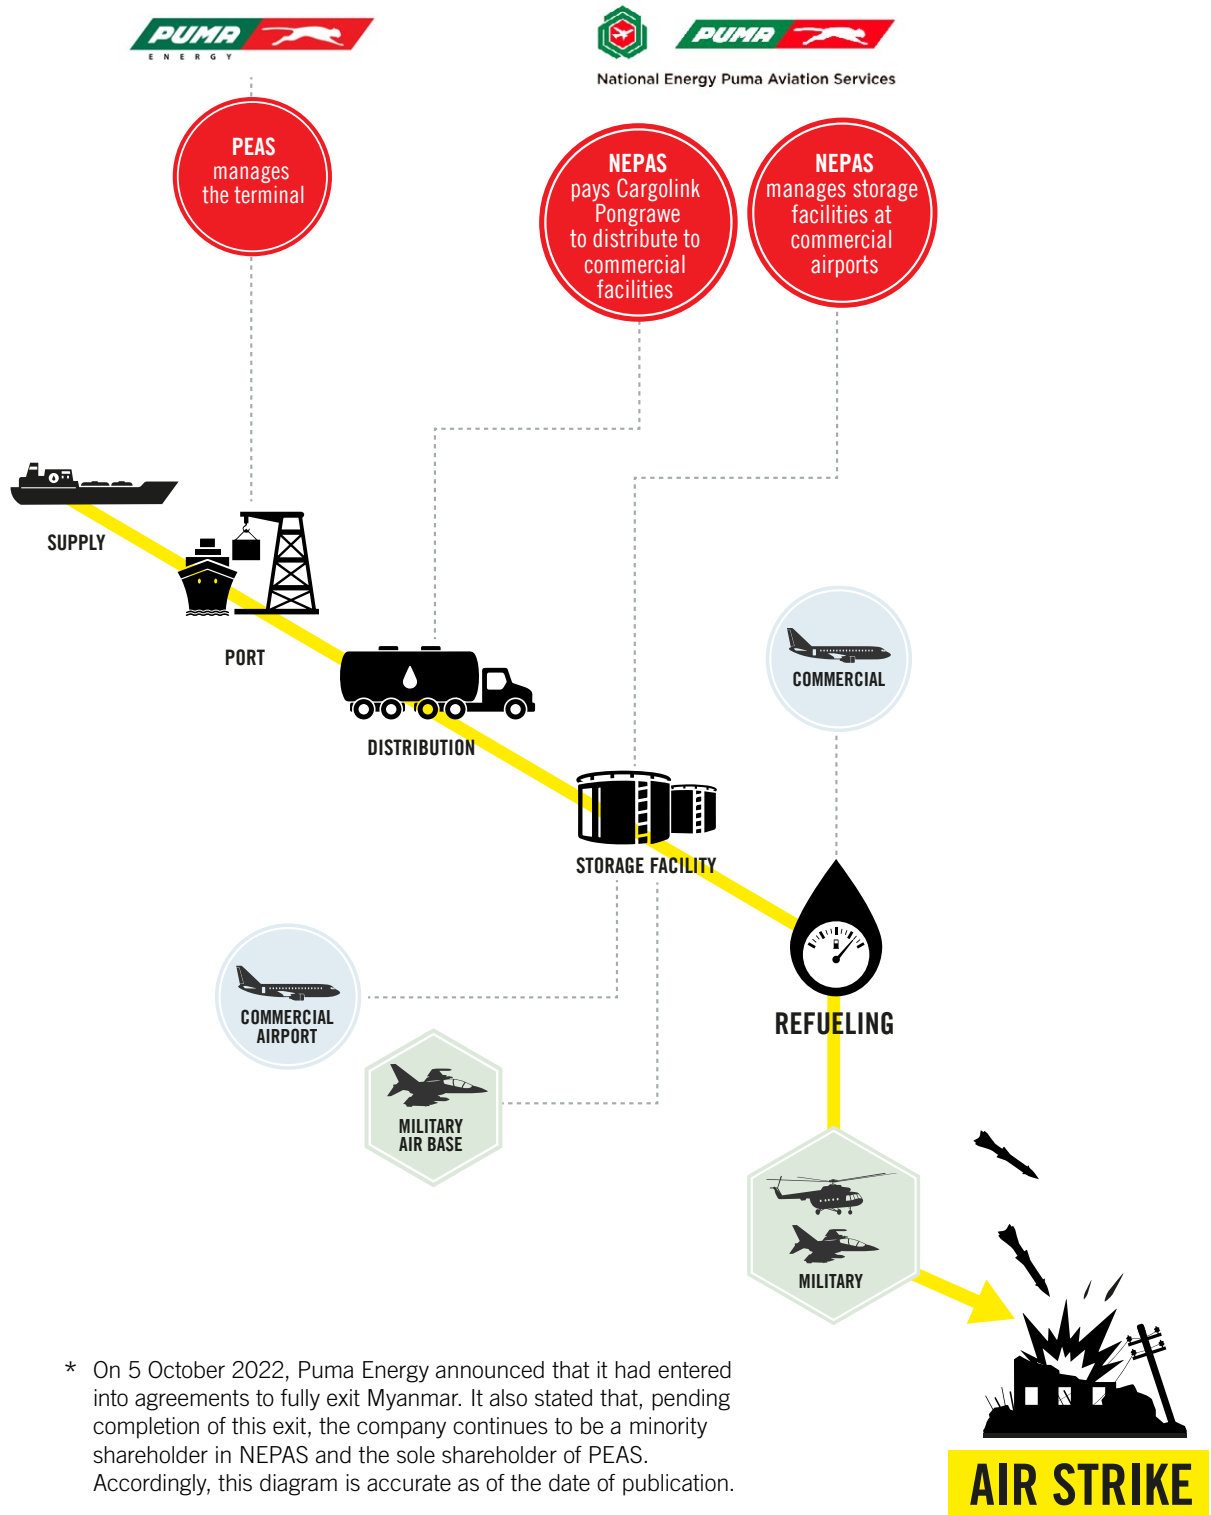 PUMA
ENERGY
PUMA
National Energy Puma Aviation Services
PEAS
manages
the terminal
NEPAS
pays Cargolink
Pongrawe
to distribute to
commercial
facilities
NEPAS
manages storage
facilities at
commercial
airports
SUPPLY
PORT
DISTRIBUTION
COMMERCIAL
STORAGE FACILITY
COMMERCIAL
AIRPORT
REFUELING
MILITARY
AIR BASE
MILITARY
* On 5 October 2022, Puma Energy announced that it had entered
into agreements to fully exit Myanmar. It also stated that, pending
completion of this exit, the company continues to be a minority
shareholder in NEPAS and the sole shareholder of PEAS.
Accordingly, this diagram is accurate as of the date of publication.
AIR STRIKE